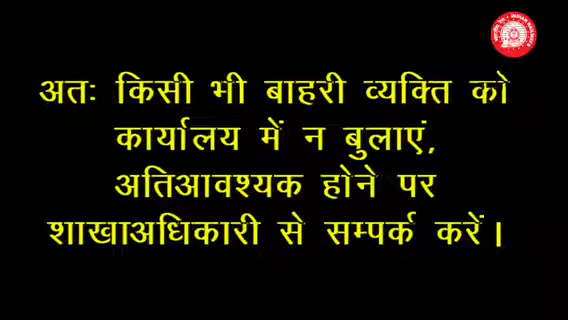 अतः किसी भी बाहरी व्यक्ति को
कार्यालय में न बुलाएं,
अतिआवश्यक होने पर
शाखाअधिकारी से सम्पर्क करें।